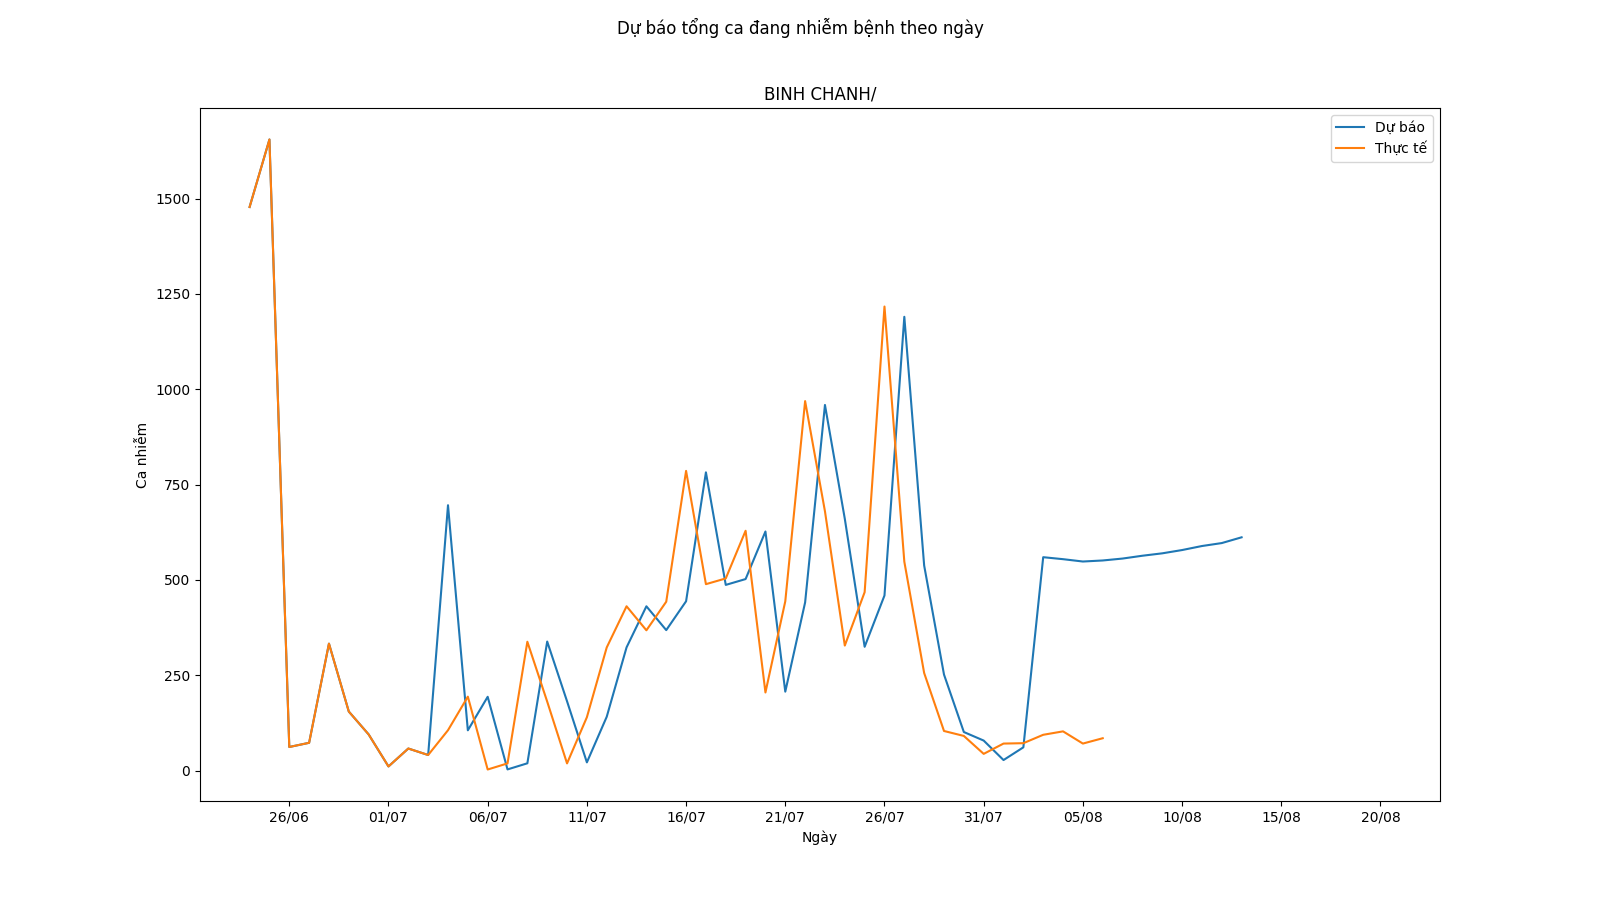 Dự báo tổng ca đang nhiễm bệnh theo ngày
BINH CHANH/
Dự báo
Thực tế
1500
1250
1000
750
500
250
0
Ca nhiễm
26/06 01/07 06/07 11/07 16/07 21/07 26/07 31/07 05/08 10/08 15/08 20/08
Ngày